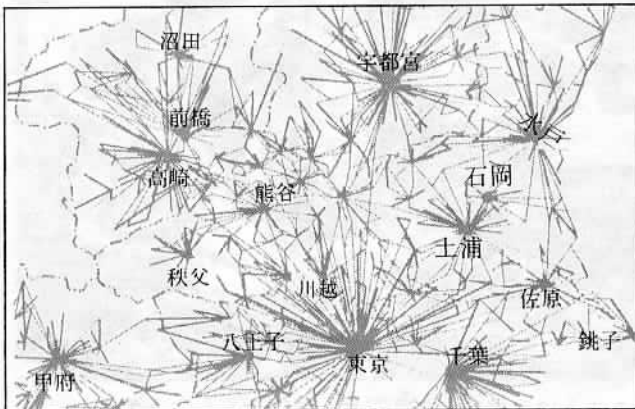 沼田
宇都宮
前橋
水戸
高崎
石岡
熊谷
土浦
秩父
川越
佐原
八王子
東京
千葉
銚子
甲府